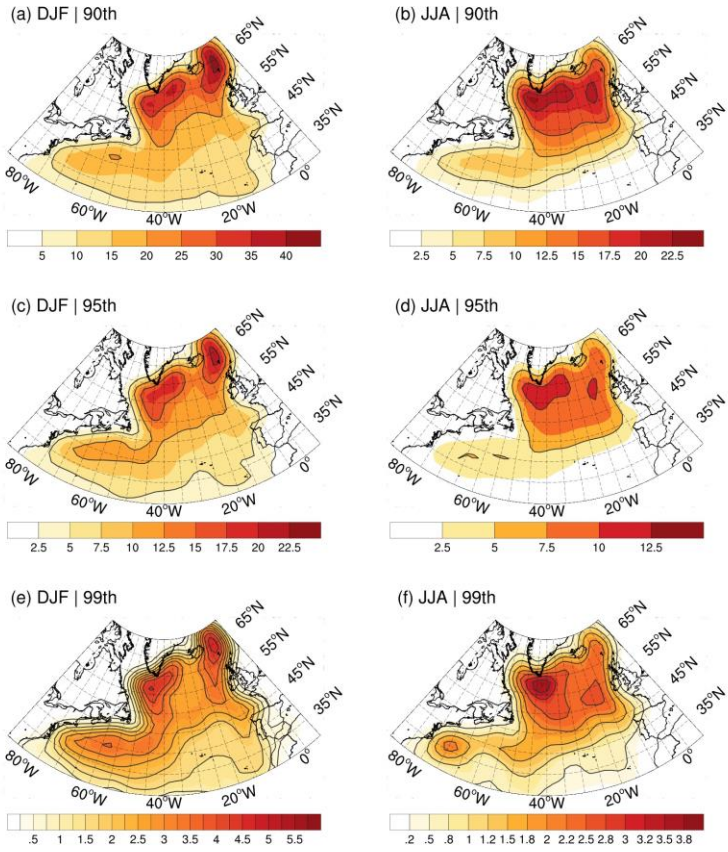 (a) DJF | 90th
65°N
55°N
45°N
35°N
80°W
60°W
40°W
20°W
0°
5 10 15 20 25 30 35 40
(b) JJA | 90th
65°N
55°N
45°N
35°N
80°W
60°W
40°W
20°W
0°
2.5 5 7.5 10 12.5 15 17.5 20 22.5
(c) DJF | 95th
65°N
55°N
45°N
35°N
80°W
60°W
40°W
20°W
0°
2.5 5 7.5 10 12.5 15 17.5 20 22.5
(d) JJA | 95th
65°N
55°N
45°N
35°N
80°W
60°W
40°W
20°W
0°
2.5 5 7.5 10 12.5
(e) DJF | 99th
65°N
55°N
45°N
35°N
80°W
60°W
40°W
20°W
0°
.5 1 1.5 2 2.5 3 3.5 4 4.5 5 5.5
(f) JJA | 99th
65°N
55°N
45°N
35°N
80°W
60°W
40°W
20°W
0°
.2 .5 .8 1 1.2 1.5 1.8 2 2.2 2.5 2.8 3 3.2 3.5 3.8